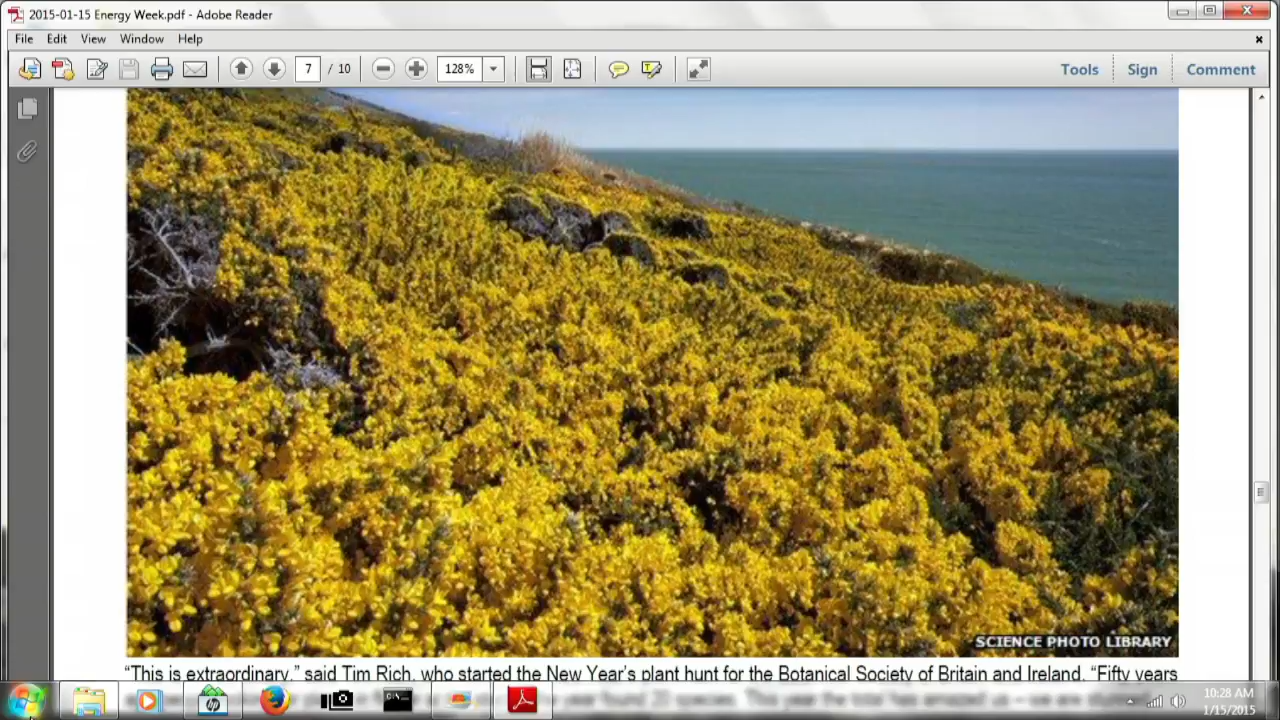 2015-01-15 Energy Week.pdf - Adobe Reader
File Edit View Window Help
7 / 10 128% Tools Sign Comment
SCIENCE PHOTO LIBRARY
“This is extraordinary,” said Tim Rich, who started the New Year’s plant hunt for the Botanical Society of Britain and Ireland. “Fifty years
10:28 AM
1/15/2015